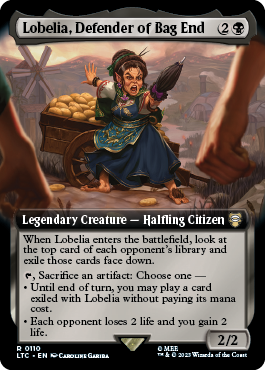 Lobelia, Defender of Bag End 2
Legendary Creature — Halfling Citizen
When Lobelia enters the battlefield, look at
the top card of each opponent's library and
exile those cards face down.
, Sacrifice an artifact: Choose one —
• Until end of turn, you may play a card
exiled with Lobelia without paying its mana
cost.
• Each opponent loses 2 life and you gain 2
life.
2/2
R 0110
LTC • EN Caroline Gariba
© MEE
™ & © 2023 Wizards of the Coast